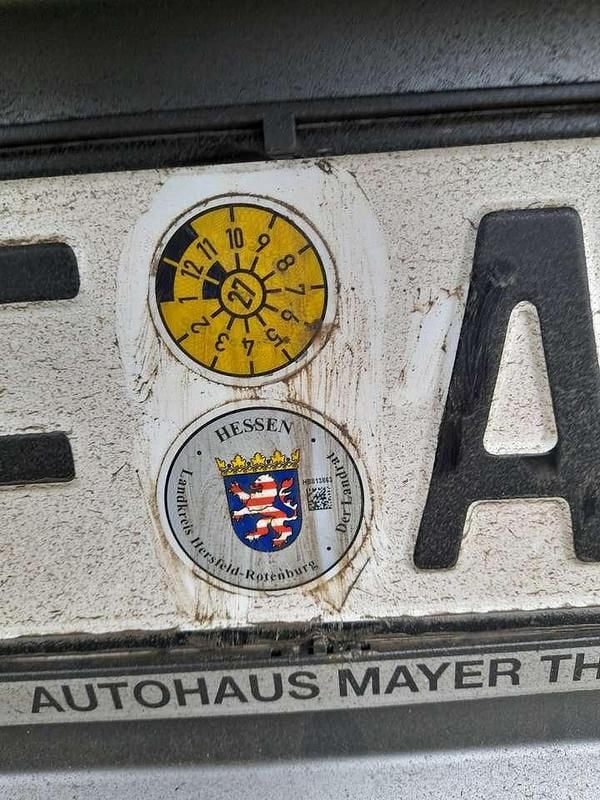 E A
10 9 8 7 6 5 4 3 2 1 12 11
27
HESSEN
Landkreis Hersfeld-Rotenburg
Der Landrat
AUTOHAUS MAYER TH